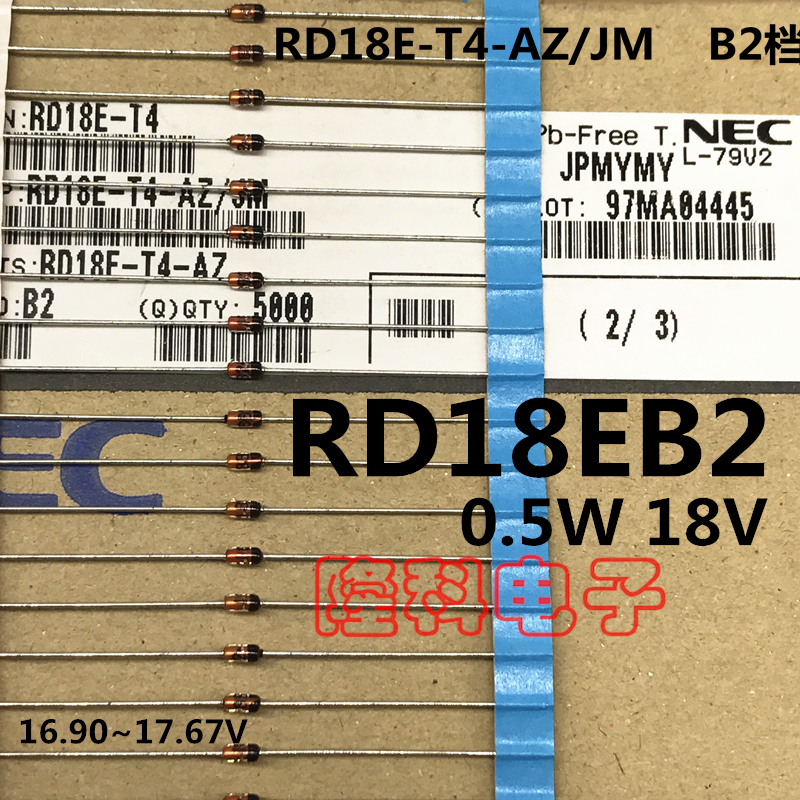 RD18E-T4-AZ/JM B2档
N:RD18E-T4
Pb-Free T. NEC
JPMYMY L-79V2
P:RD18E-T4-AZ/JM
LOT: 97MA04445
TS:RD18E-T4-AZ
D:B2 (Q)QTY: 5000
( 2/ 3)
RD18EB2
EC
0.5W 18V
隆科电子
16.90~17.67V